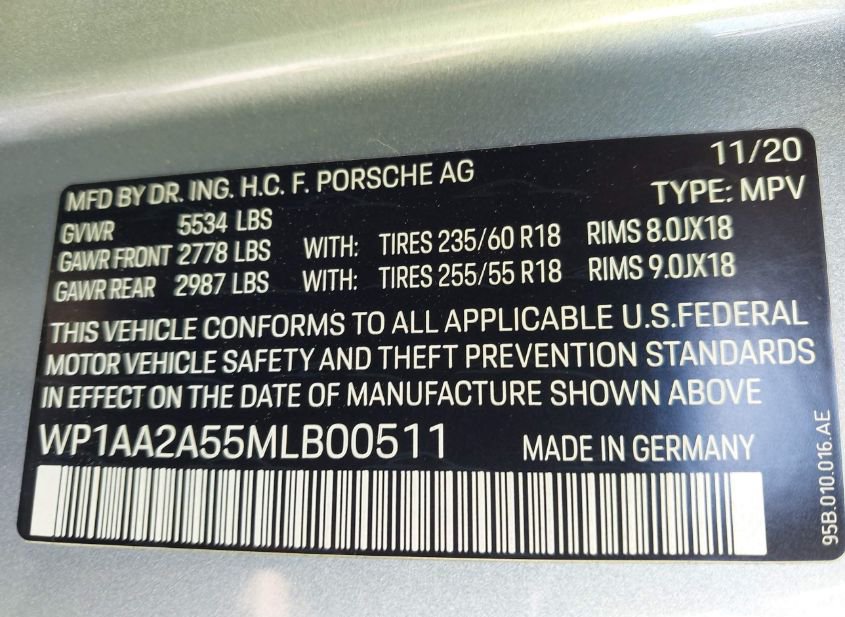 11/20
MFD BY DR. ING. H.C. F. PORSCHE AG
TYPE: MPV
GVWR 5534 LBS
GAWR FRONT 2778 LBS WITH: TIRES 235/60 R18 RIMS 8.0JX18
GAWR REAR 2987 LBS WITH: TIRES 255/55 R18 RIMS 9.0JX18
THIS VEHICLE CONFORMS TO ALL APPLICABLE U.S.FEDERAL
MOTOR VEHICLE SAFETY AND THEFT PREVENTION STANDARDS
IN EFFECT ON THE DATE OF MANUFACTURE SHOWN ABOVE
WP1AA2A55MLB00511 MADE IN GERMANY
95B.010.016.AE